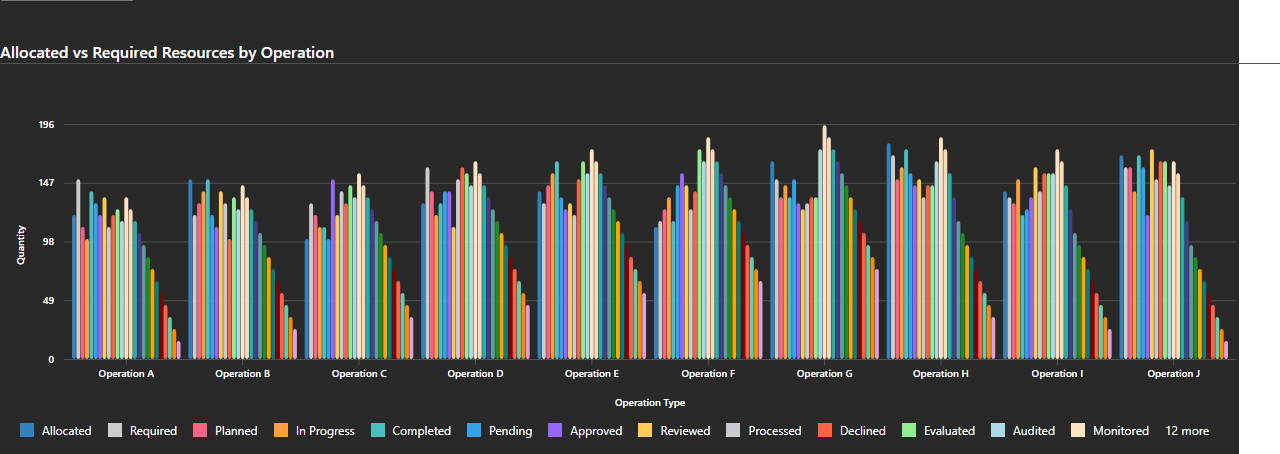 Allocated vs Required Resources by Operation
196
147
98
49
0
Quantity
Operation A Operation B Operation C Operation D Operation E Operation F Operation G Operation H Operation I Operation J
Operation Type
Allocated Required Planned In Progress Completed Pending Approved Reviewed Processed Declined Evaluated Audited Monitored 12 more